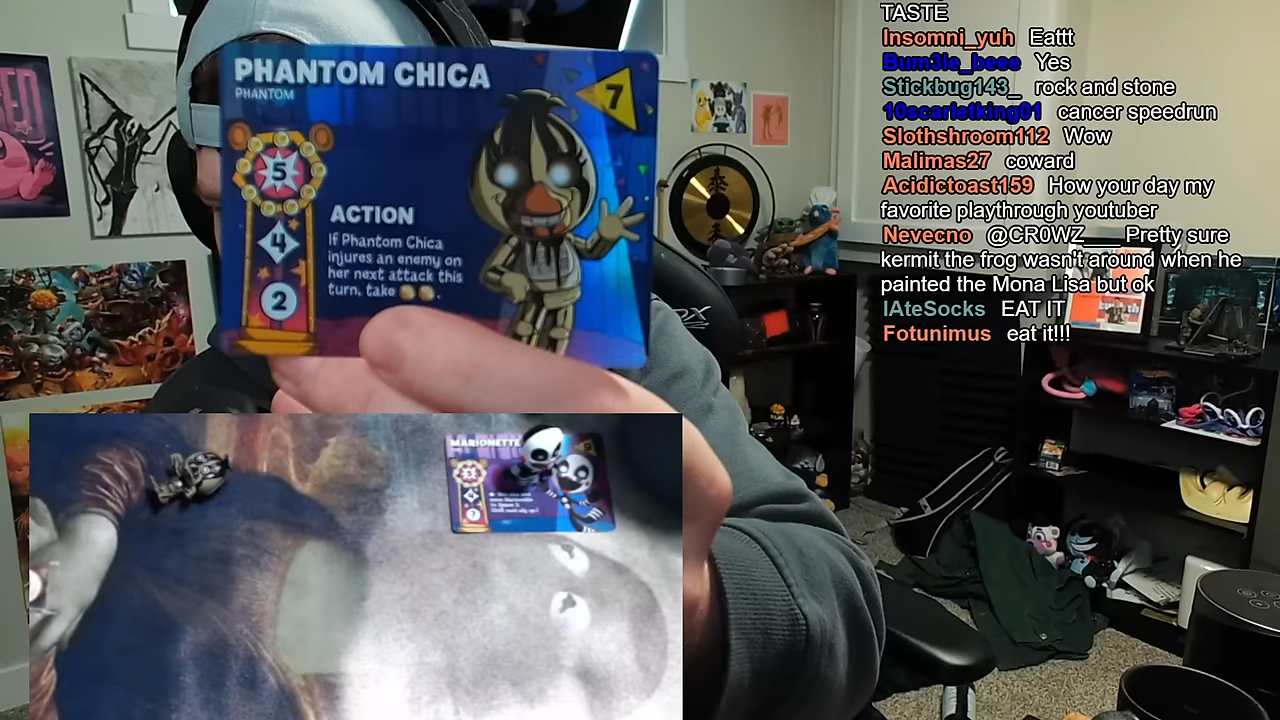 PHANTOM CHICA
PHANTOM
7
5
4
2
ACTION
If Phantom Chica
injures an enemy on
her next attack this
turn, take
MARIONETTE
TASTE
Insomni_yuh Eattt
Bum3le_beee Yes
Stickbug143_ rock and stone
10scarletking01 cancer speedrun
Slothshroom112 Wow
Malimas27 coward
Acidictoast159 How your day my
favorite playthrough youtuber
Nevecno @CR0WZ___ Pretty sure
kermit the frog wasn't around when he
painted the Mona Lisa but ok
IAteSocks EAT IT
Fotunimus eat it!!!